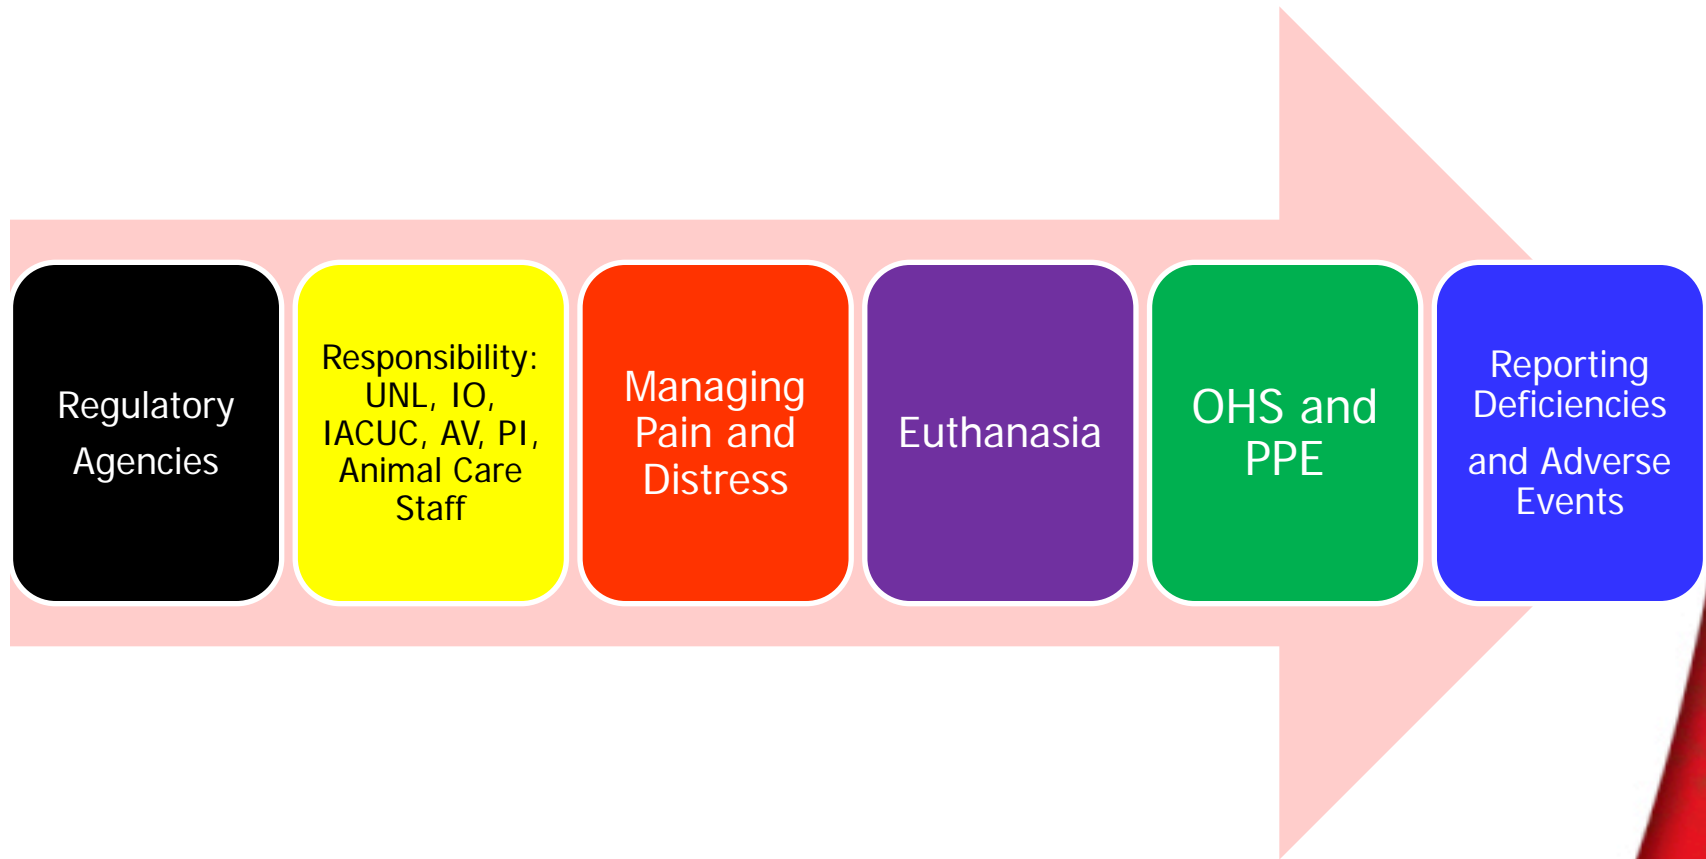 Regulatory
Agencies
Responsibility:
UNL, IO,
IACUC, AV, PI,
Animal Care
Staff
Managing
Pain and
Distress
Euthanasia
OHS and
PPE
Reporting
Deficiencies
and Adverse
Events